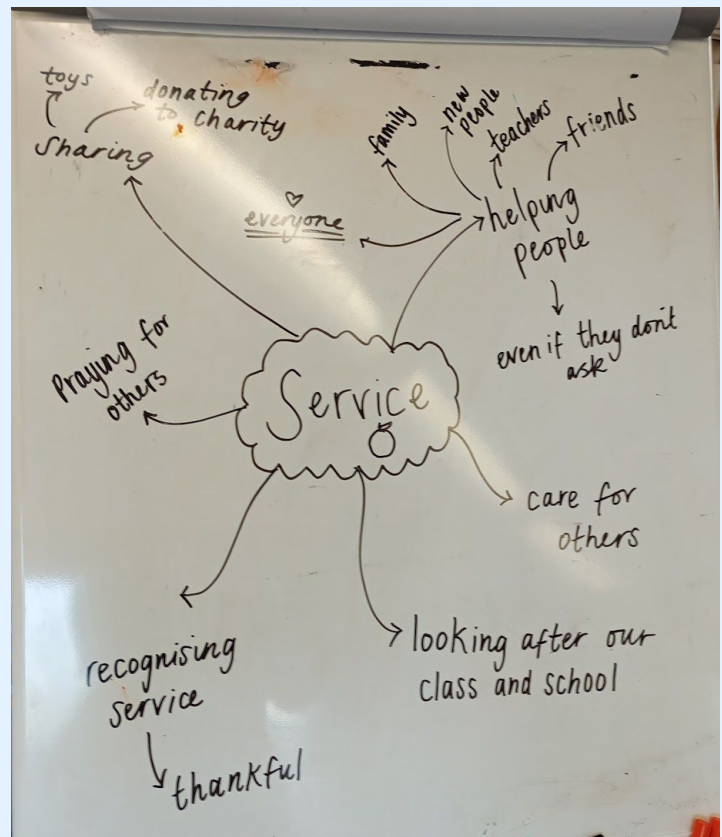 toys
donating
to charity
Sharing
family
new
people
teachers
friends
everyone
helping
people
even if they don't
ask
Praying for
others
Service
care for
others
looking after our
class and school
recognising
service
thankful